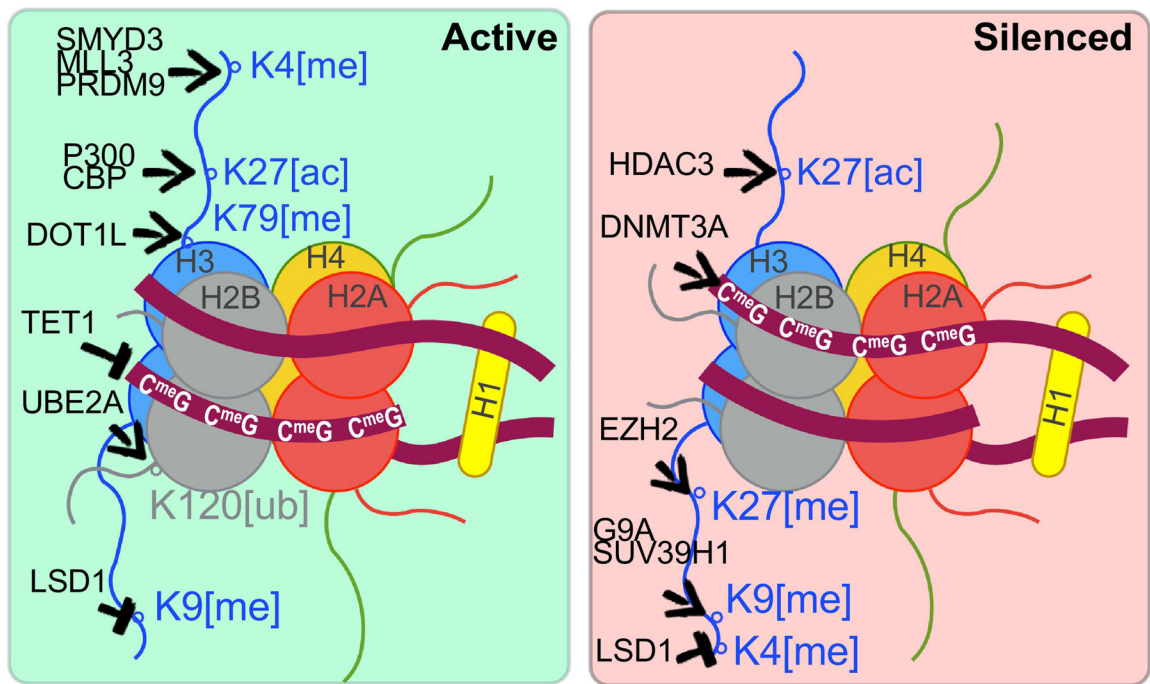 Active
SMYD3
MLL3
PRDM9
K4[me]
P300
CBP
K27[ac]
K79[me]
DOT1L
H3
H4
H2B
H2A
TET1
CmeG CmeG CmeG CmeG
UBE2A
H1
K120[ub]
LSD1
K9[me]
Silenced
HDAC3
K27[ac]
DNMT3A
H3
H4
H2B
H2A
CmeG CmeG CmeG CmeG
H1
EZH2
K27[me]
G9A
SUV39H1
K9[me]
LSD1
K4[me]